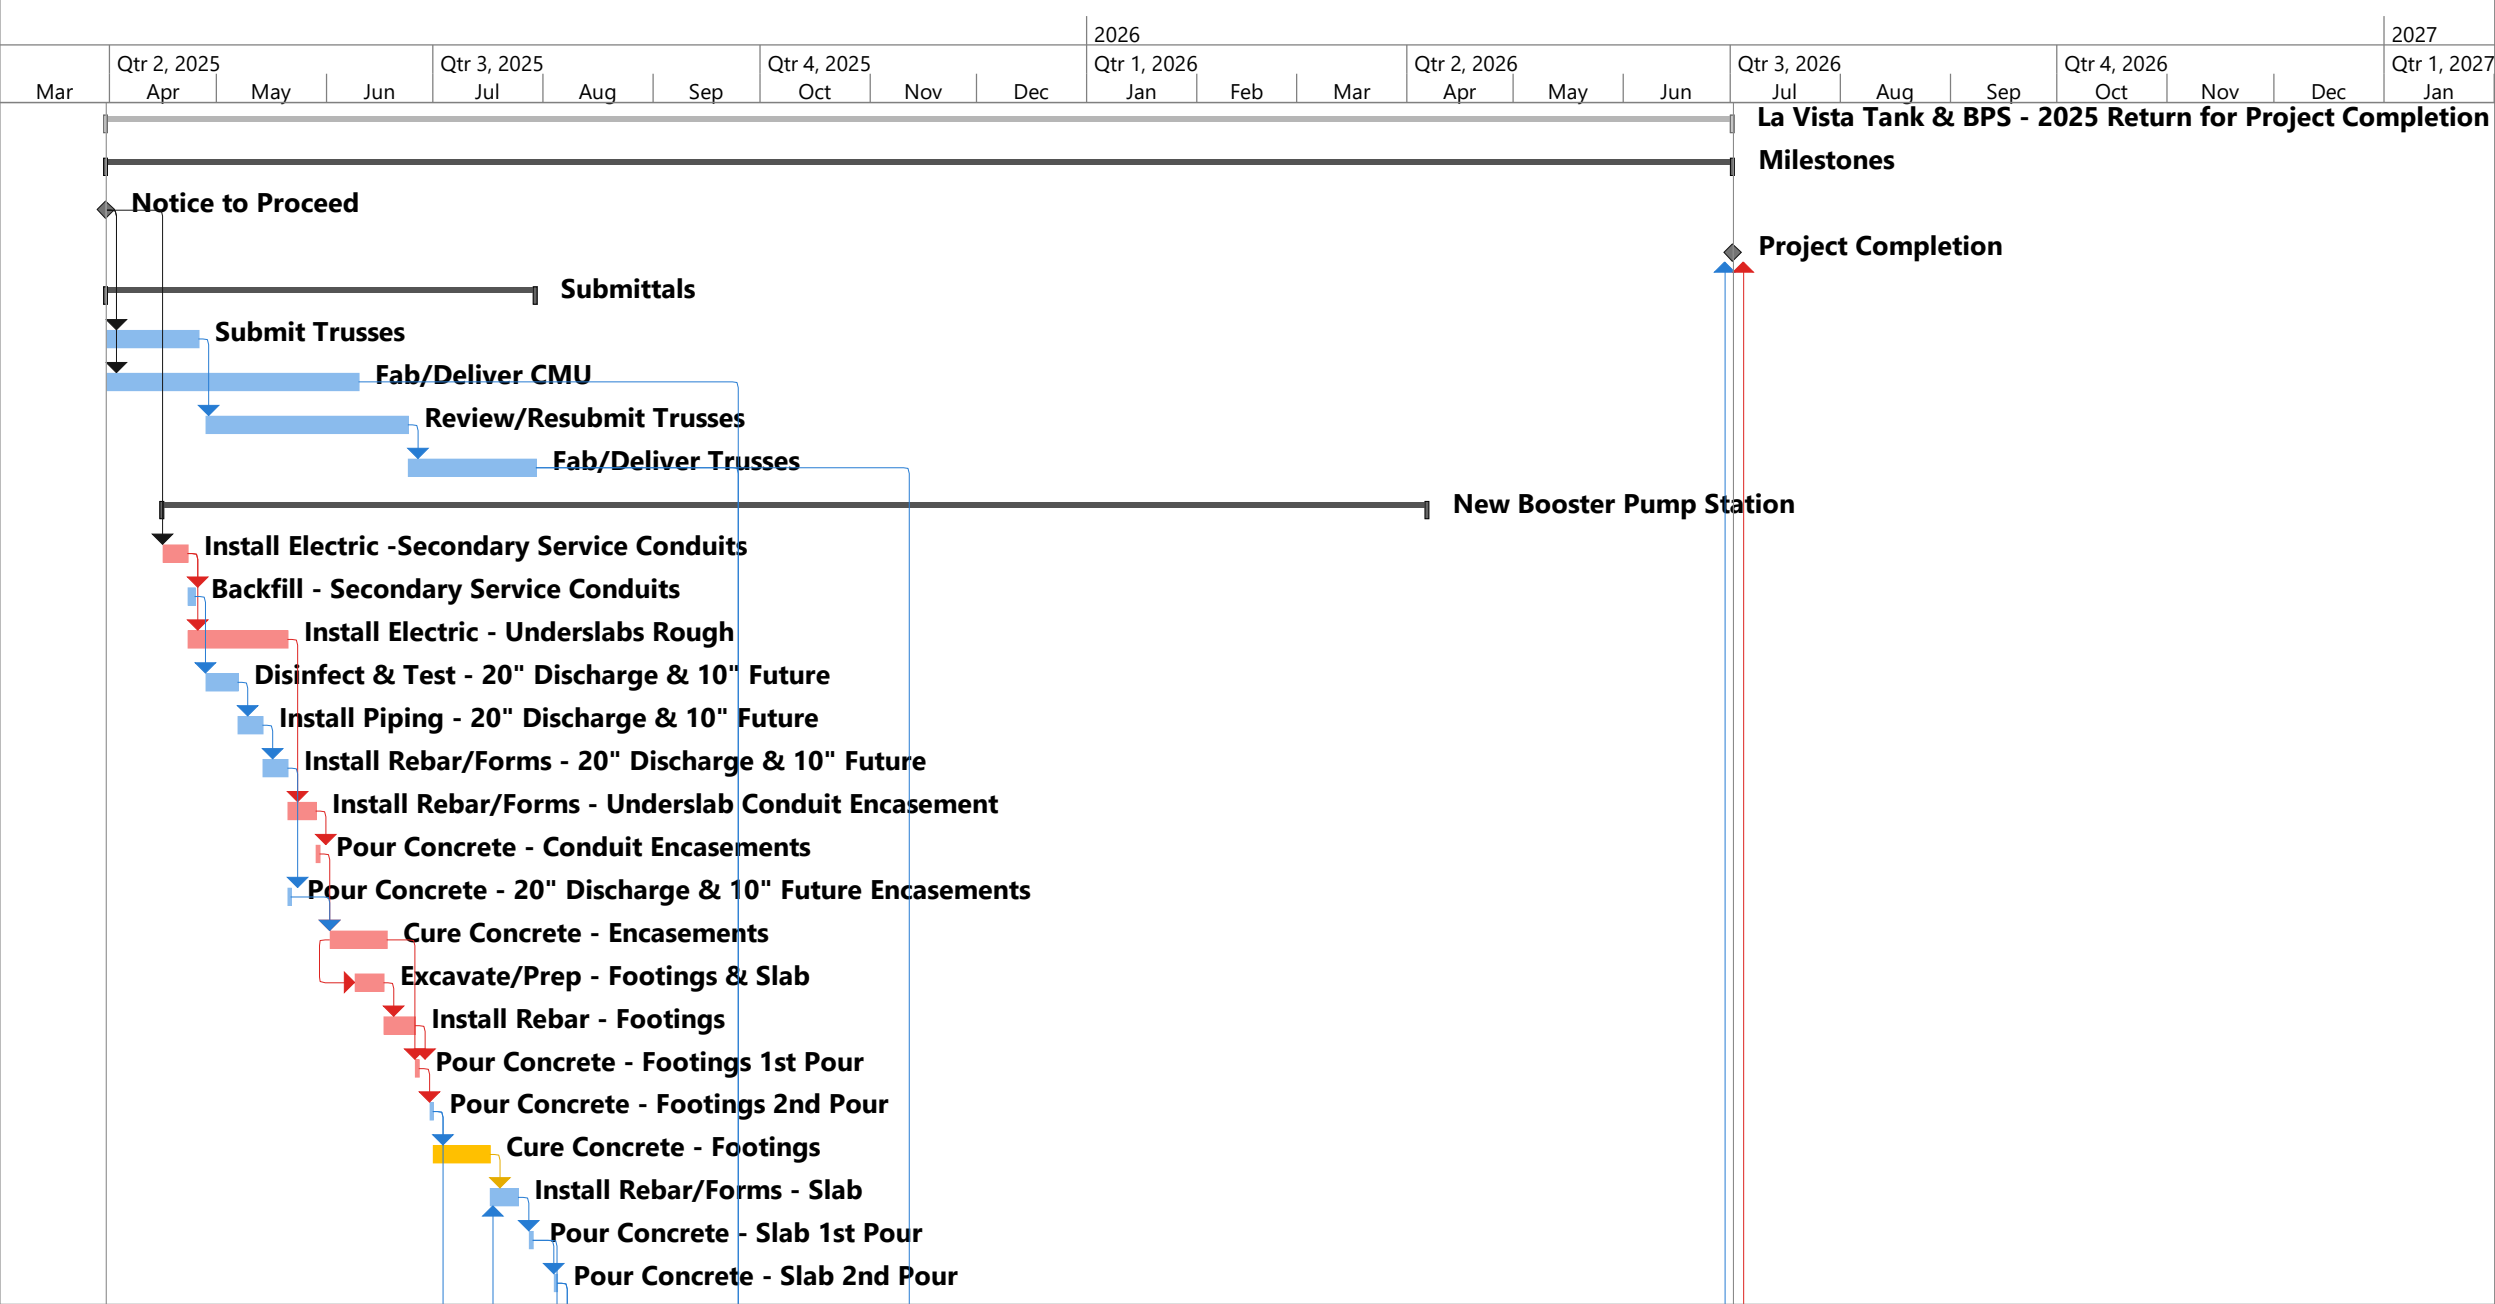 2026 2027
Qtr 2, 2025 Qtr 3, 2025 Qtr 4, 2025 Qtr 1, 2026 Qtr 2, 2026 Qtr 3, 2026 Qtr 4, 2026 Qtr 1, 2027
Mar Apr May Jun Jul Aug Sep Oct Nov Dec Jan Feb Mar Apr May Jun Jul Aug Sep Oct Nov Dec Jan
La Vista Tank & BPS - 2025 Return for Project Completion
Milestones
Notice to Proceed
Project Completion
Submittals
Submit Trusses
Fab/Deliver CMU
Review/Resubmit Trusses
Fab/Deliver Trusses
New Booster Pump Station
Install Electric -Secondary Service Conduits
Backfill - Secondary Service Conduits
Install Electric - Underslabs Rough
Disinfect & Test - 20" Discharge & 10" Future
Install Piping - 20" Discharge & 10" Future
Install Rebar/Forms - 20" Discharge & 10" Future
Install Rebar/Forms - Underslab Conduit Encasement
Pour Concrete - Conduit Encasements
Pour Concrete - 20" Discharge & 10" Future Encasements
Cure Concrete - Encasements
Excavate/Prep - Footings & Slab
Install Rebar - Footings
Pour Concrete - Footings 1st Pour
Pour Concrete - Footings 2nd Pour
Cure Concrete - Footings
Install Rebar/Forms - Slab
Pour Concrete - Slab 1st Pour
Pour Concrete - Slab 2nd Pour